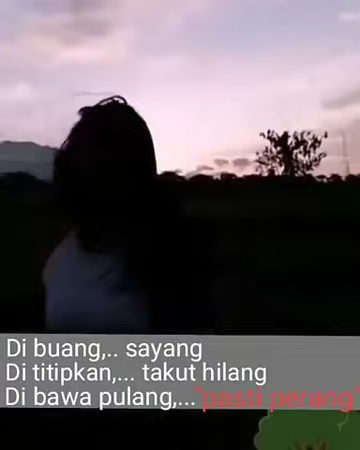 Di buang,.. sayang
Di titipkan,... takut hilang
Di bawa pulang,..."pasti perang"